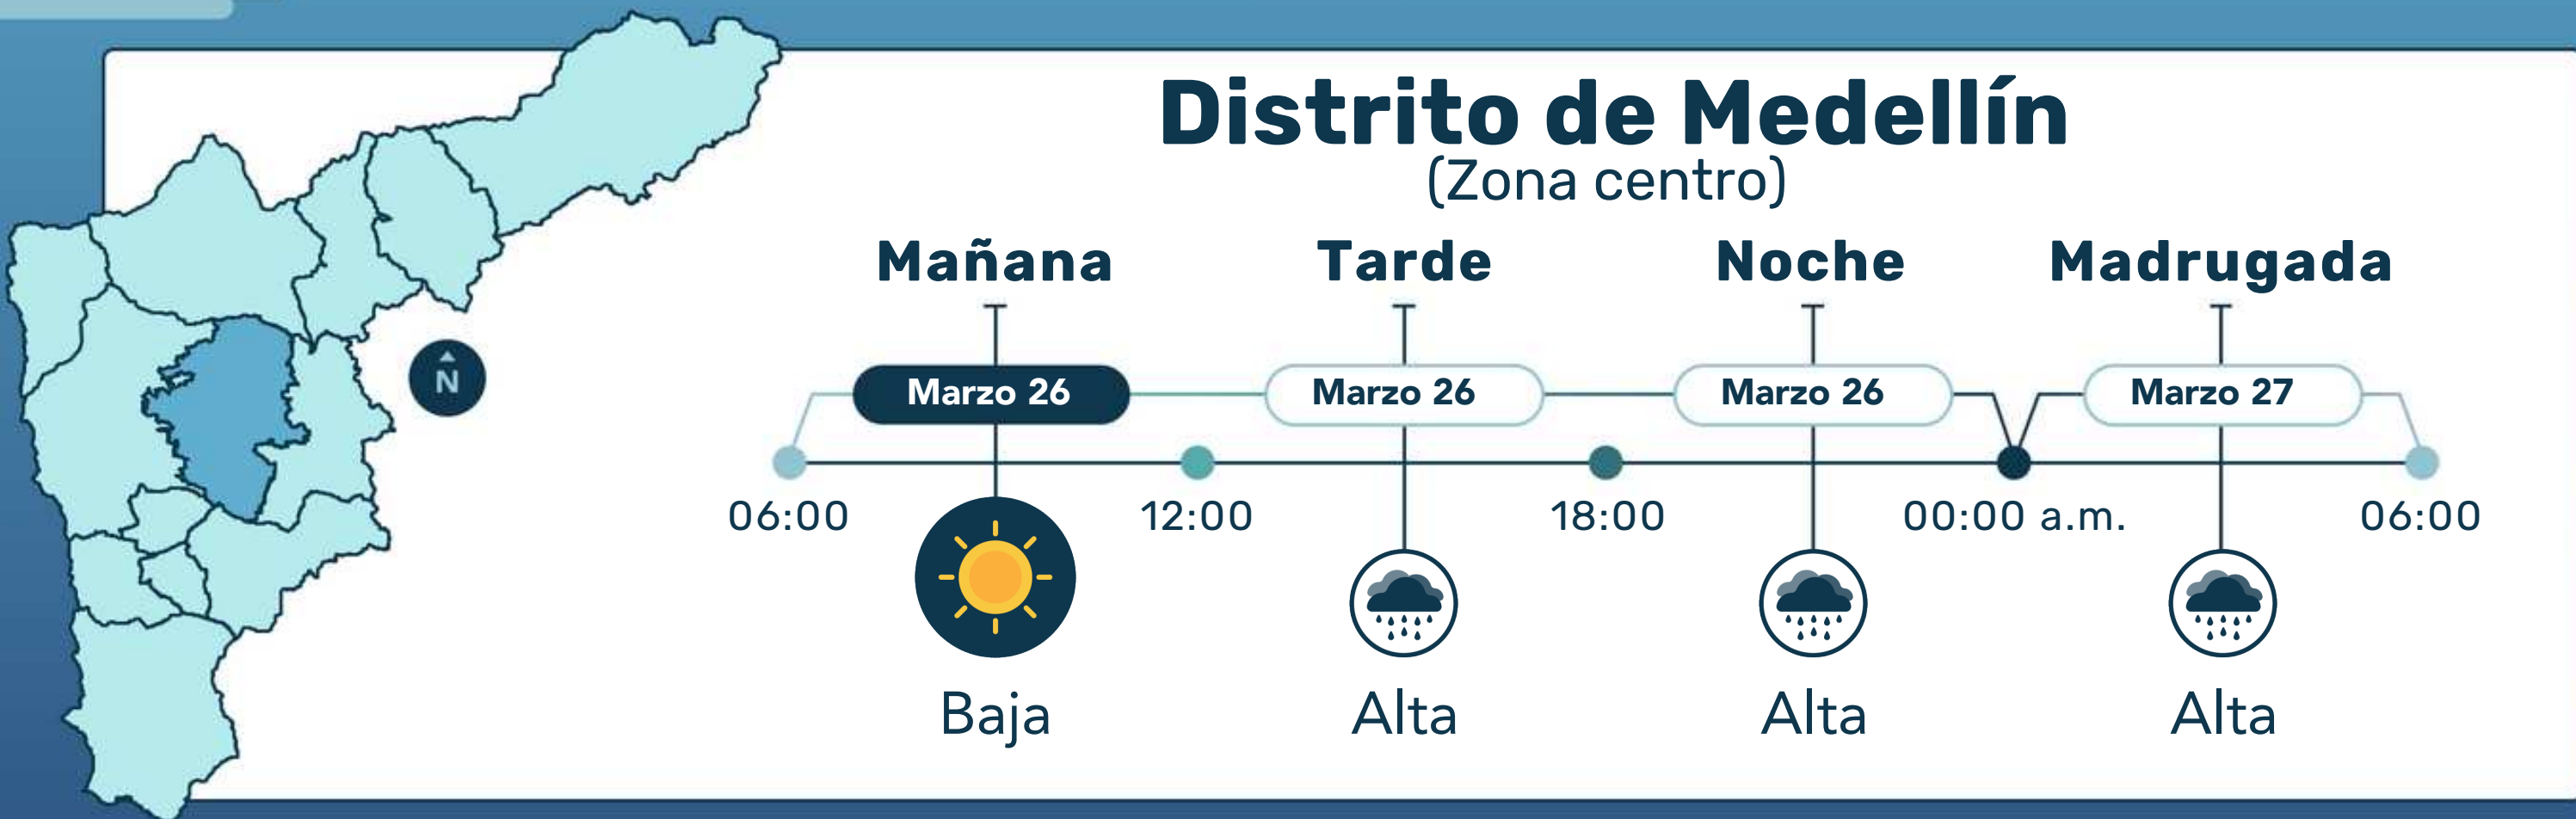 Distrito de Medellín
(Zona centro)
Mañana Tarde Noche Madrugada
N
Marzo 26 Marzo 26 Marzo 26 Marzo 27
06:00 12:00 18:00 00:00 a.m. 06:00
Baja Alta Alta Alta